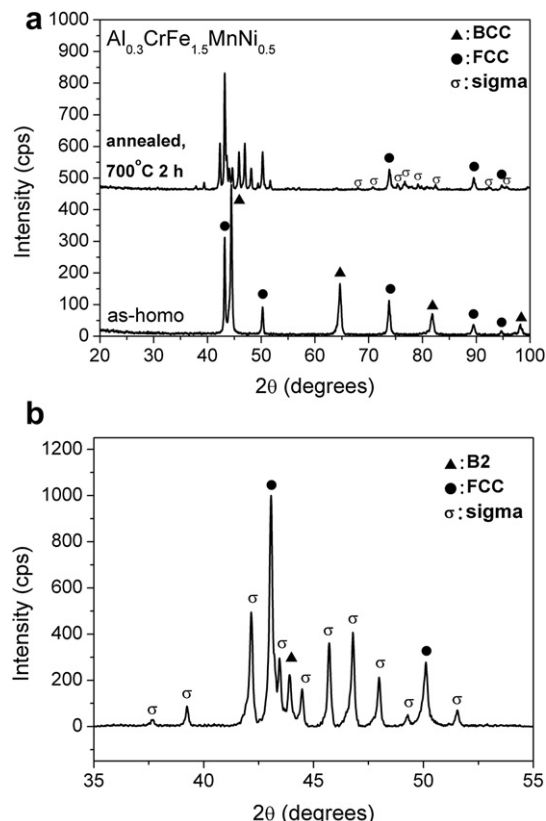 a
Al0.3CrFe1.5MnNi0.5
▲:BCC
●:FCC
σ:sigma
annealed,
700°C 2 h
as-homo
σ σ σ σ σ σ σ σ
1000
900
800
700
600
500
400
300
200
100
0
20 30 40 50 60 70 80 90 100
Intensity (cps)
2θ (degrees)
b
▲:B2
●:FCC
σ:sigma
σ σ σ σ σ σ σ σ σ σ
1200
1000
800
600
400
200
0
35 40 45 50 55
Intensity (cps)
2θ (degrees)